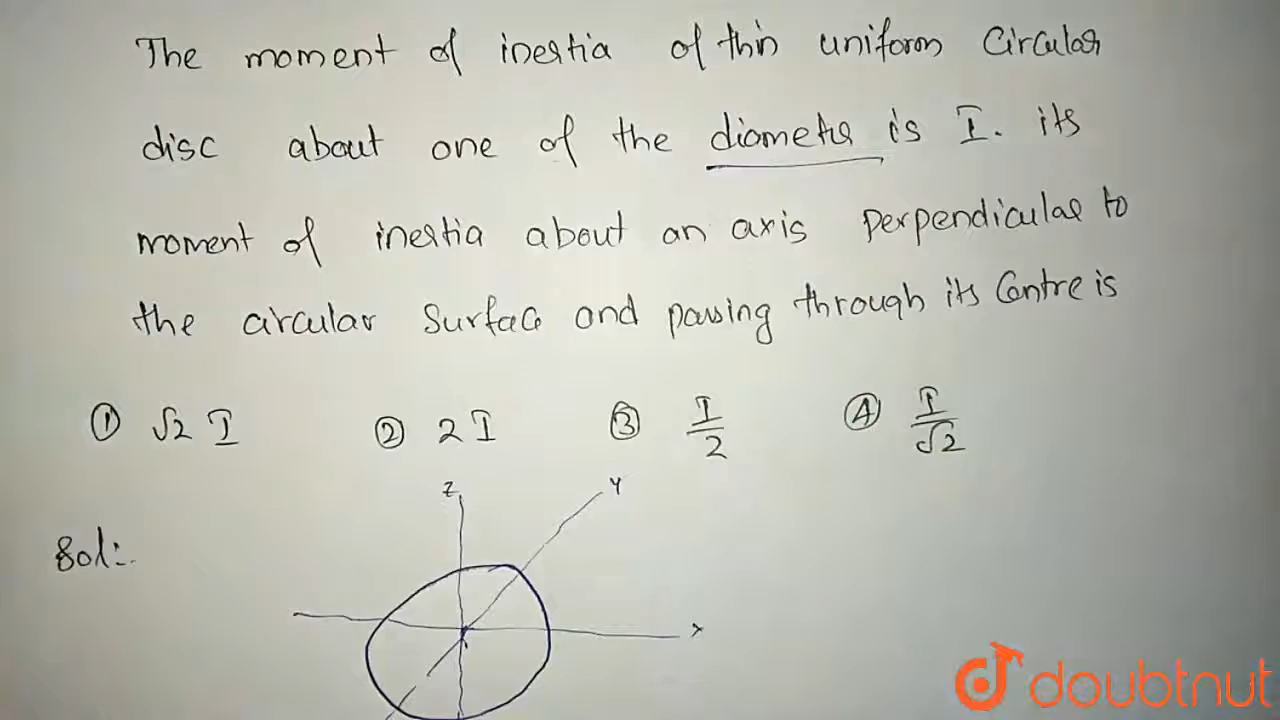 The moment of inertia of thin uniform Circular
disc about one of the diameter is I. its
moment of inertia about an axis perpendicular to
the circular Surface and passing through its Centre is
① √2 I ② 2 I ③ I/2 ④ I/√2
Z Y
Sol:-
X
doubtnut